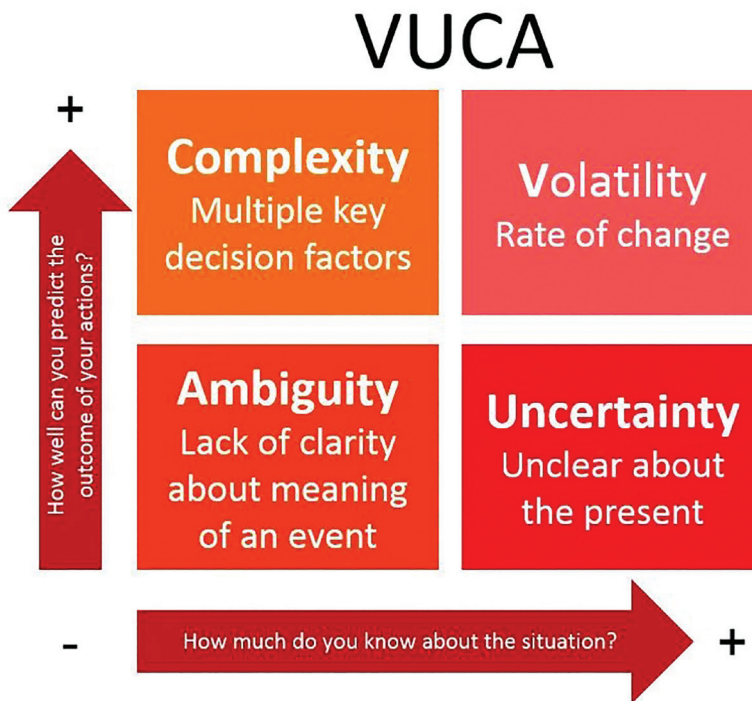 VUCA
+
Complexity
Multiple key
decision factors
Volatility
Rate of change
How well can you predict the
outcome of your actions?
Ambiguity
Lack of clarity
about meaning
of an event
Uncertainty
Unclear about
the present
-
How much do you know about the situation?
+